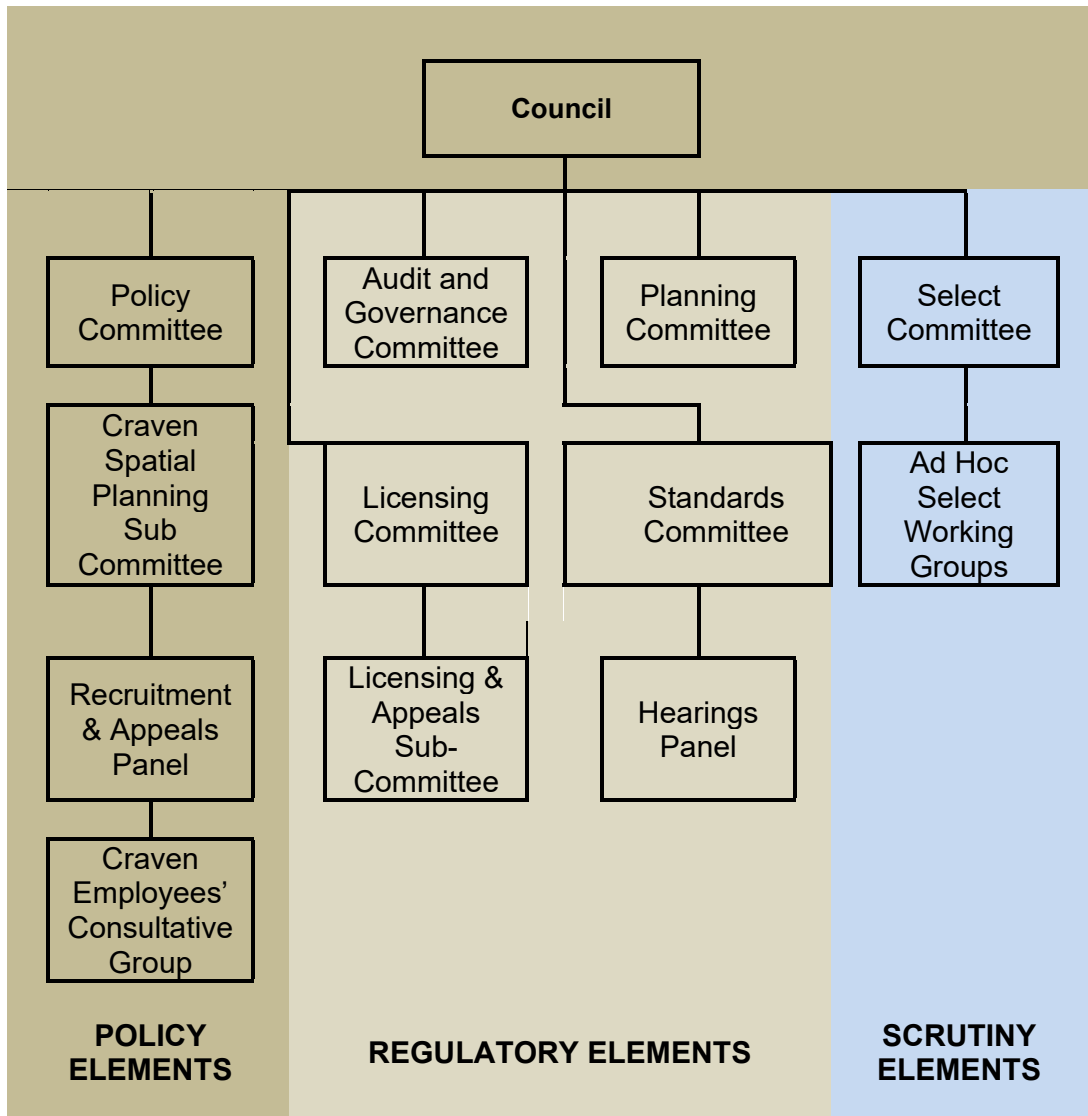 Council
Policy
Committee
Audit and
Governance
Committee
Planning
Committee
Select
Committee
Craven
Spatial
Planning
Sub
Committee
Licensing
Committee
Standards
Committee
Ad Hoc
Select
Working
Groups
Recruitment
& Appeals
Panel
Licensing &
Appeals
Sub-
Committee
Hearings
Panel
Craven
Employees’
Consultative
Group
POLICY
ELEMENTS
REGULATORY ELEMENTS
SCRUTINY
ELEMENTS